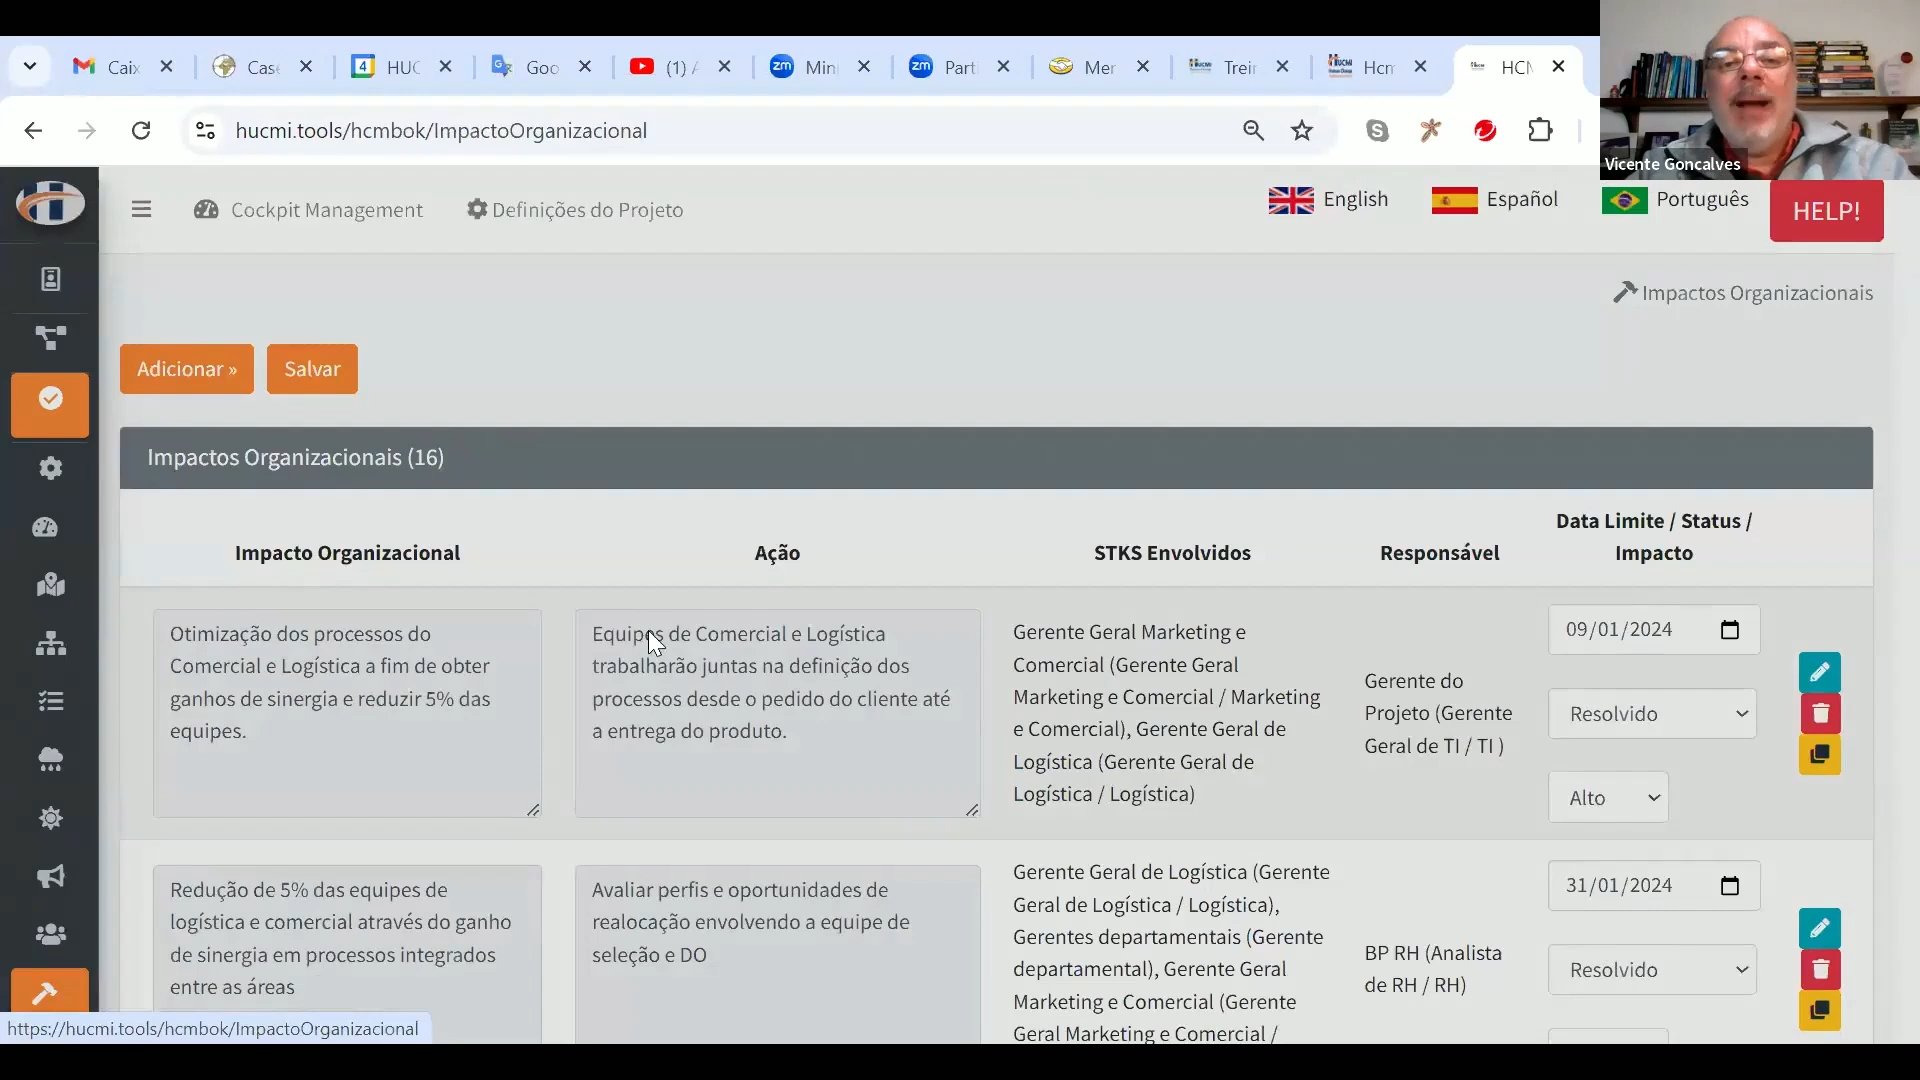 Caix
Cas
4
HUC
Goo
(1) A
zm
Min
zm
Part
Mer
Trein
Hcm
HCM
hucmi.tools/hcmbok/ImpactoOrganizacional
Vicente Goncalves
Cockpit Management
Definições do Projeto
English
Español
Português
HELP!
Impactos Organizacionais
Adicionar »
Salvar
Impactos Organizacionais (16)
Impacto Organizacional
Ação
STKS Envolvidos
Responsável
Data Limite / Status /
Impacto
Otimização dos processos do
Comercial e Logística a fim de obter
ganhos de sinergia e reduzir 5% das
equipes.
Equipes de Comercial e Logística
trabalharão juntas na definição dos
processos desde o pedido do cliente até
a entrega do produto.
Gerente Geral Marketing e
Comercial (Gerente Geral
Marketing e Comercial / Marketing
e Comercial), Gerente Geral de
Logística (Gerente Geral de
Logística / Logística)
Gerente do
Projeto (Gerente
Geral de TI / TI )
09/01/2024
Resolvido
Alto
Redução de 5% das equipes de
logística e comercial através do ganho
de sinergia em processos integrados
entre as áreas
Avaliar perfis e oportunidades de
realocação envolvendo a equipe de
seleção e DO
Gerente Geral de Logística (Gerente
Geral de Logística / Logística),
Gerentes departamentais (Gerente
departamental), Gerente Geral
Marketing e Comercial (Gerente
Geral Marketing e Comercial /
BP RH (Analista
de RH / RH)
31/01/2024
Resolvido
https://hucmi.tools/hcmbok/ImpactoOrganizacional